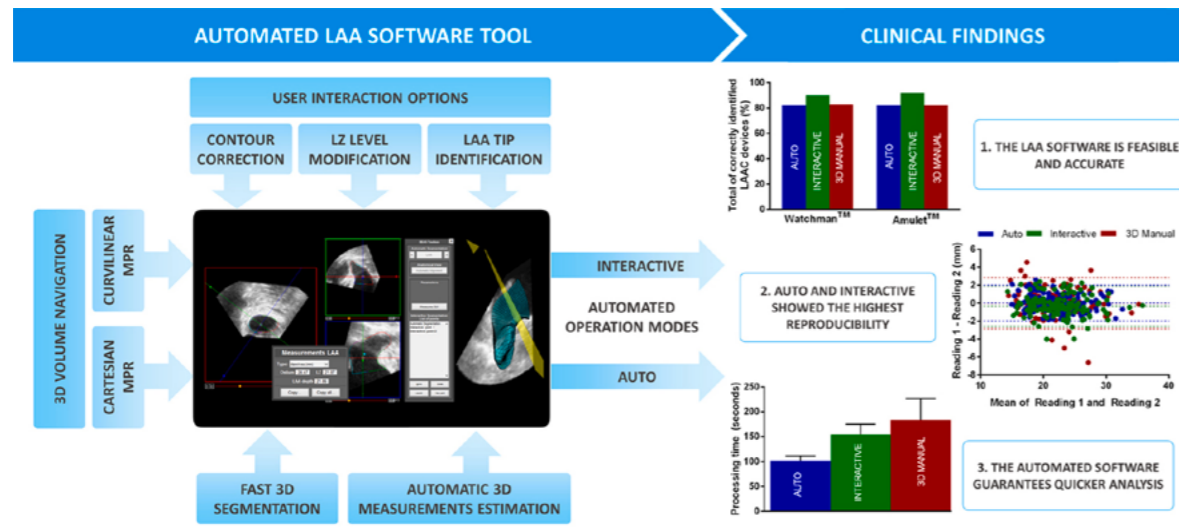 AUTOMATED LAA SOFTWARE TOOL
CLINICAL FINDINGS
USER INTERACTION OPTIONS
CONTOUR
CORRECTION
LZ LEVEL
MODIFICATION
LAA TIP
IDENTIFICATION
3D VOLUME NAVIGATION
CURVILINEAR
MPR
CARTESIAN
MPR
Measurements LAA
Type
LAA depth
Copy
INTERACTIVE
AUTOMATED
OPERATION MODES
AUTO
FAST 3D
SEGMENTATION
AUTOMATIC 3D
MEASUREMENTS ESTIMATION
Total of correctly identified
LAAC devices (%)
100
80
60
40
20
0
AUTO
INTERACTIVE
3D MANUAL
AUTO
INTERACTIVE
3D MANUAL
Watchman™
Amulet™
1. THE LAA SOFTWARE IS FEASIBLE
AND ACCURATE
2. AUTO AND INTERACTIVE
SHOWED THE HIGHEST
REPRODUCIBILITY
Auto
Interactive
3D Manual
Reading 1 - Reading 2 (mm)
6
4
2
0
-2
-4
-6
-8
10
20
30
40
Mean of Reading 1 and Reading 2
Processing time (seconds)
250
200
150
100
50
0
AUTO
INTERACTIVE
3D MANUAL
3. THE AUTOMATED SOFTWARE
GUARANTEES QUICKER ANALYSIS